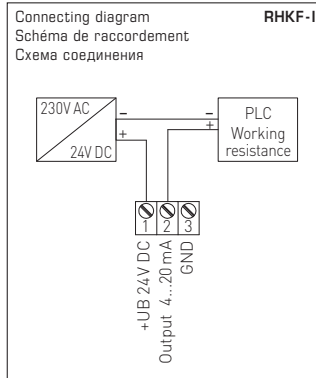 Connecting diagram RHKF-I
Schéma de raccordement
Схема соединения
230V AC
24V DC
–
+
–
+
PLC
Working
resistance
1 2 3
+UB 24V DC
Output 4...20 mA
GND